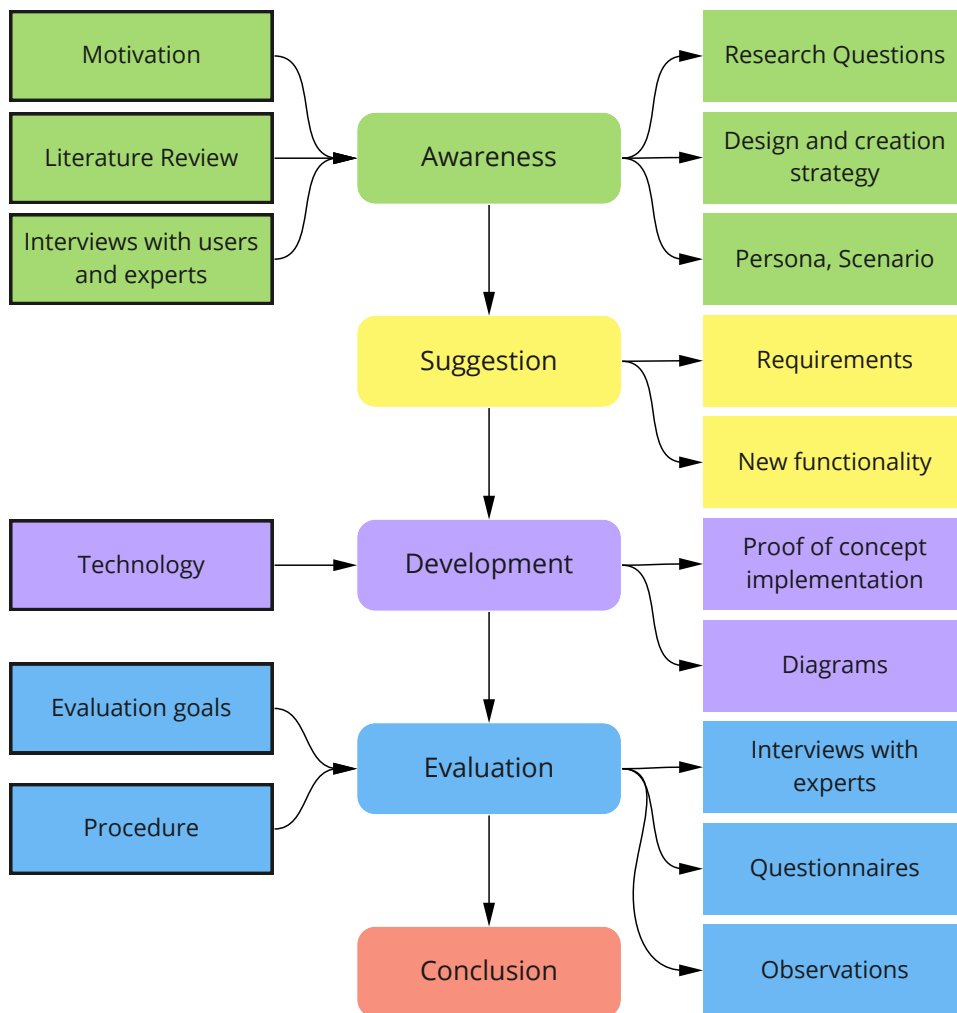 Motivation
Research Questions
Literature Review
Awareness
Design and creation
strategy
Interviews with users
and experts
Persona, Scenario
Suggestion
Requirements
New functionality
Technology
Development
Proof of concept
implementation
Diagrams
Evaluation goals
Evaluation
Interviews with
experts
Procedure
Questionnaires
Conclusion
Observations